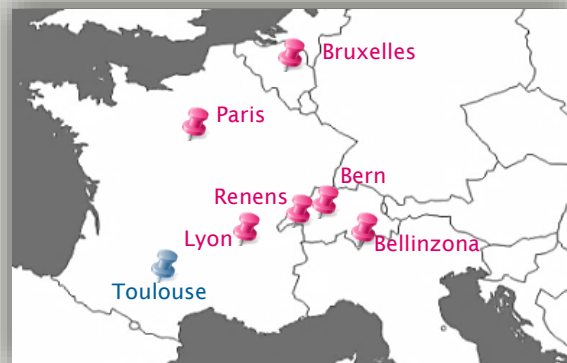 Bruxelles
Paris
Bern
Renens
Lyon
Bellinzona
Toulouse